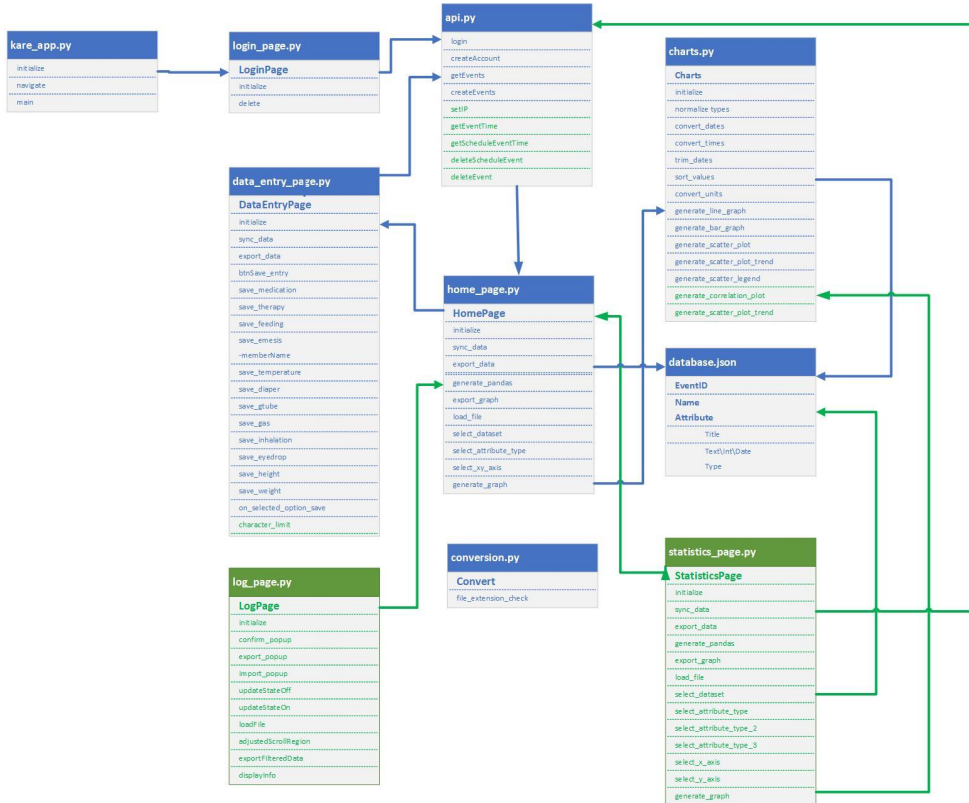 kare_app.py
initialize
navigate
main
login_page.py
LoginPage
initialize
delete
api.py
login
createAccount
getEvents
createEvents
setIP
getEventTime
getScheduleEventTime
deleteScheduleEvent
deleteEvent
charts.py
Charts
initialize
normalize types
convert_dates
convert_times
trim_dates
sort_values
convert_units
generate_line_graph
generate_bar_graph
generate_scatter_plot
generate_scatter_plot_trend
generate_scatter_legend
generate_correlation_plot
generate_scatter_plot_trend
data_entry_page.py
DataEntryPage
initialize
sync_data
export_data
btnSave_entry
save_medication
save_therapy
save_feeding
save_emesis
-memberName
save_temperature
save_diaper
save_gtube
save_gas
save_inhalation
save_eyedrop
save_height
save_weight
on_selected_option_save
character_limit
home_page.py
HomePage
initialize
sync_data
export_data
generate_pandas
export_graph
load_file
select_dataset
select_attribute_type
select_xy_axis
generate_graph
database.json
EventID
Name
Attribute
Title
Text\Int\Date
Type
conversion.py
Convert
file_extension_check
log_page.py
LogPage
initialize
confirm_popup
export_popup
import_popup
updateStateOff
updateStateOn
loadFile
adjustedScrollRegion
exportFilteredData
displayInfo
statistics_page.py
StatisticsPage
initialize
sync_data
export_data
generate_pandas
export_graph
load_file
select_dataset
select_attribute_type
select_attribute_type_2
select_attribute_type_3
select_x_axis
select_y_axis
generate_graph